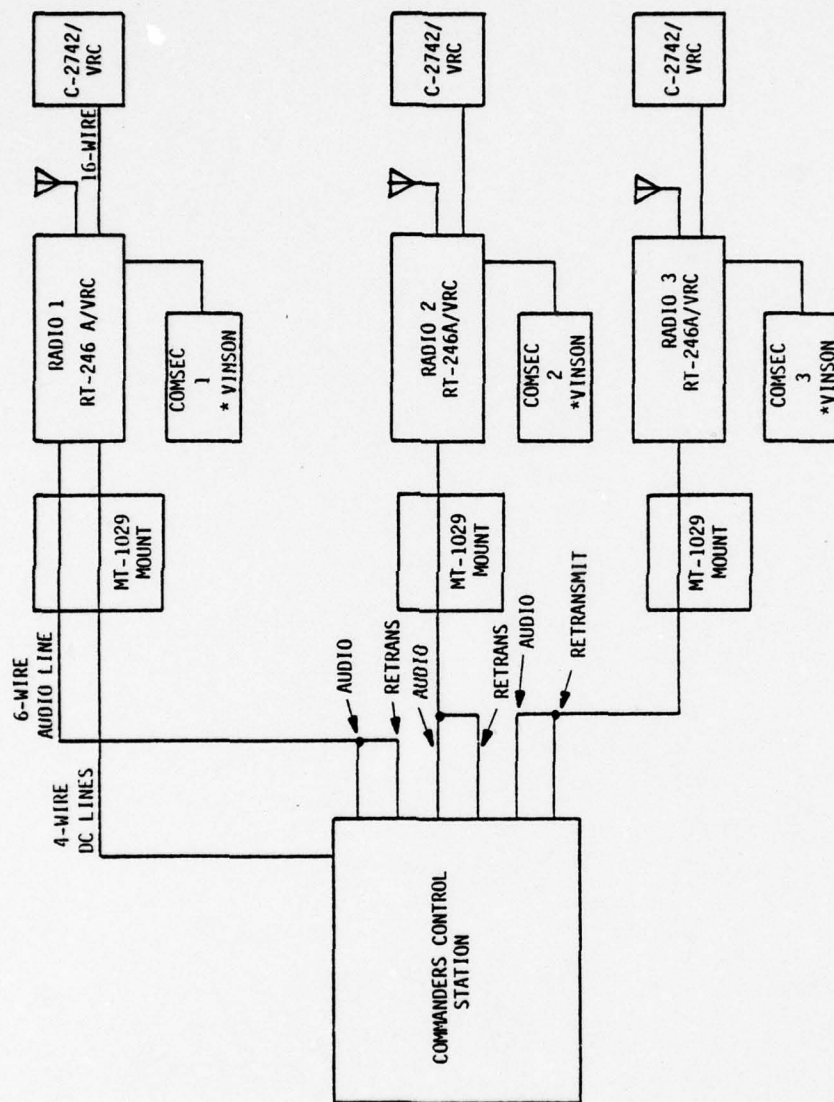 C-2742/
VRC
16-WIRE
RADIO 1
RT-246 A/VRC
COMSEC
1
* VINSON
MT-1029
MOUNT
6-WIRE
AUDIO LINE
4-WIRE
DC LINES
C-2742/
VRC
RADIO 2
RT-246A/VRC
COMSEC
2
*VINSON
MT-1029
MOUNT
C-2742/
VRC
RADIO 3
RT-246A/VRC
COMSEC
3
*VINSON
MT-1029
MOUNT
AUDIO
RETRANS
AUDIO
RETRANS
AUDIO
RETRANSMIT
COMMANDERS CONTROL
STATION